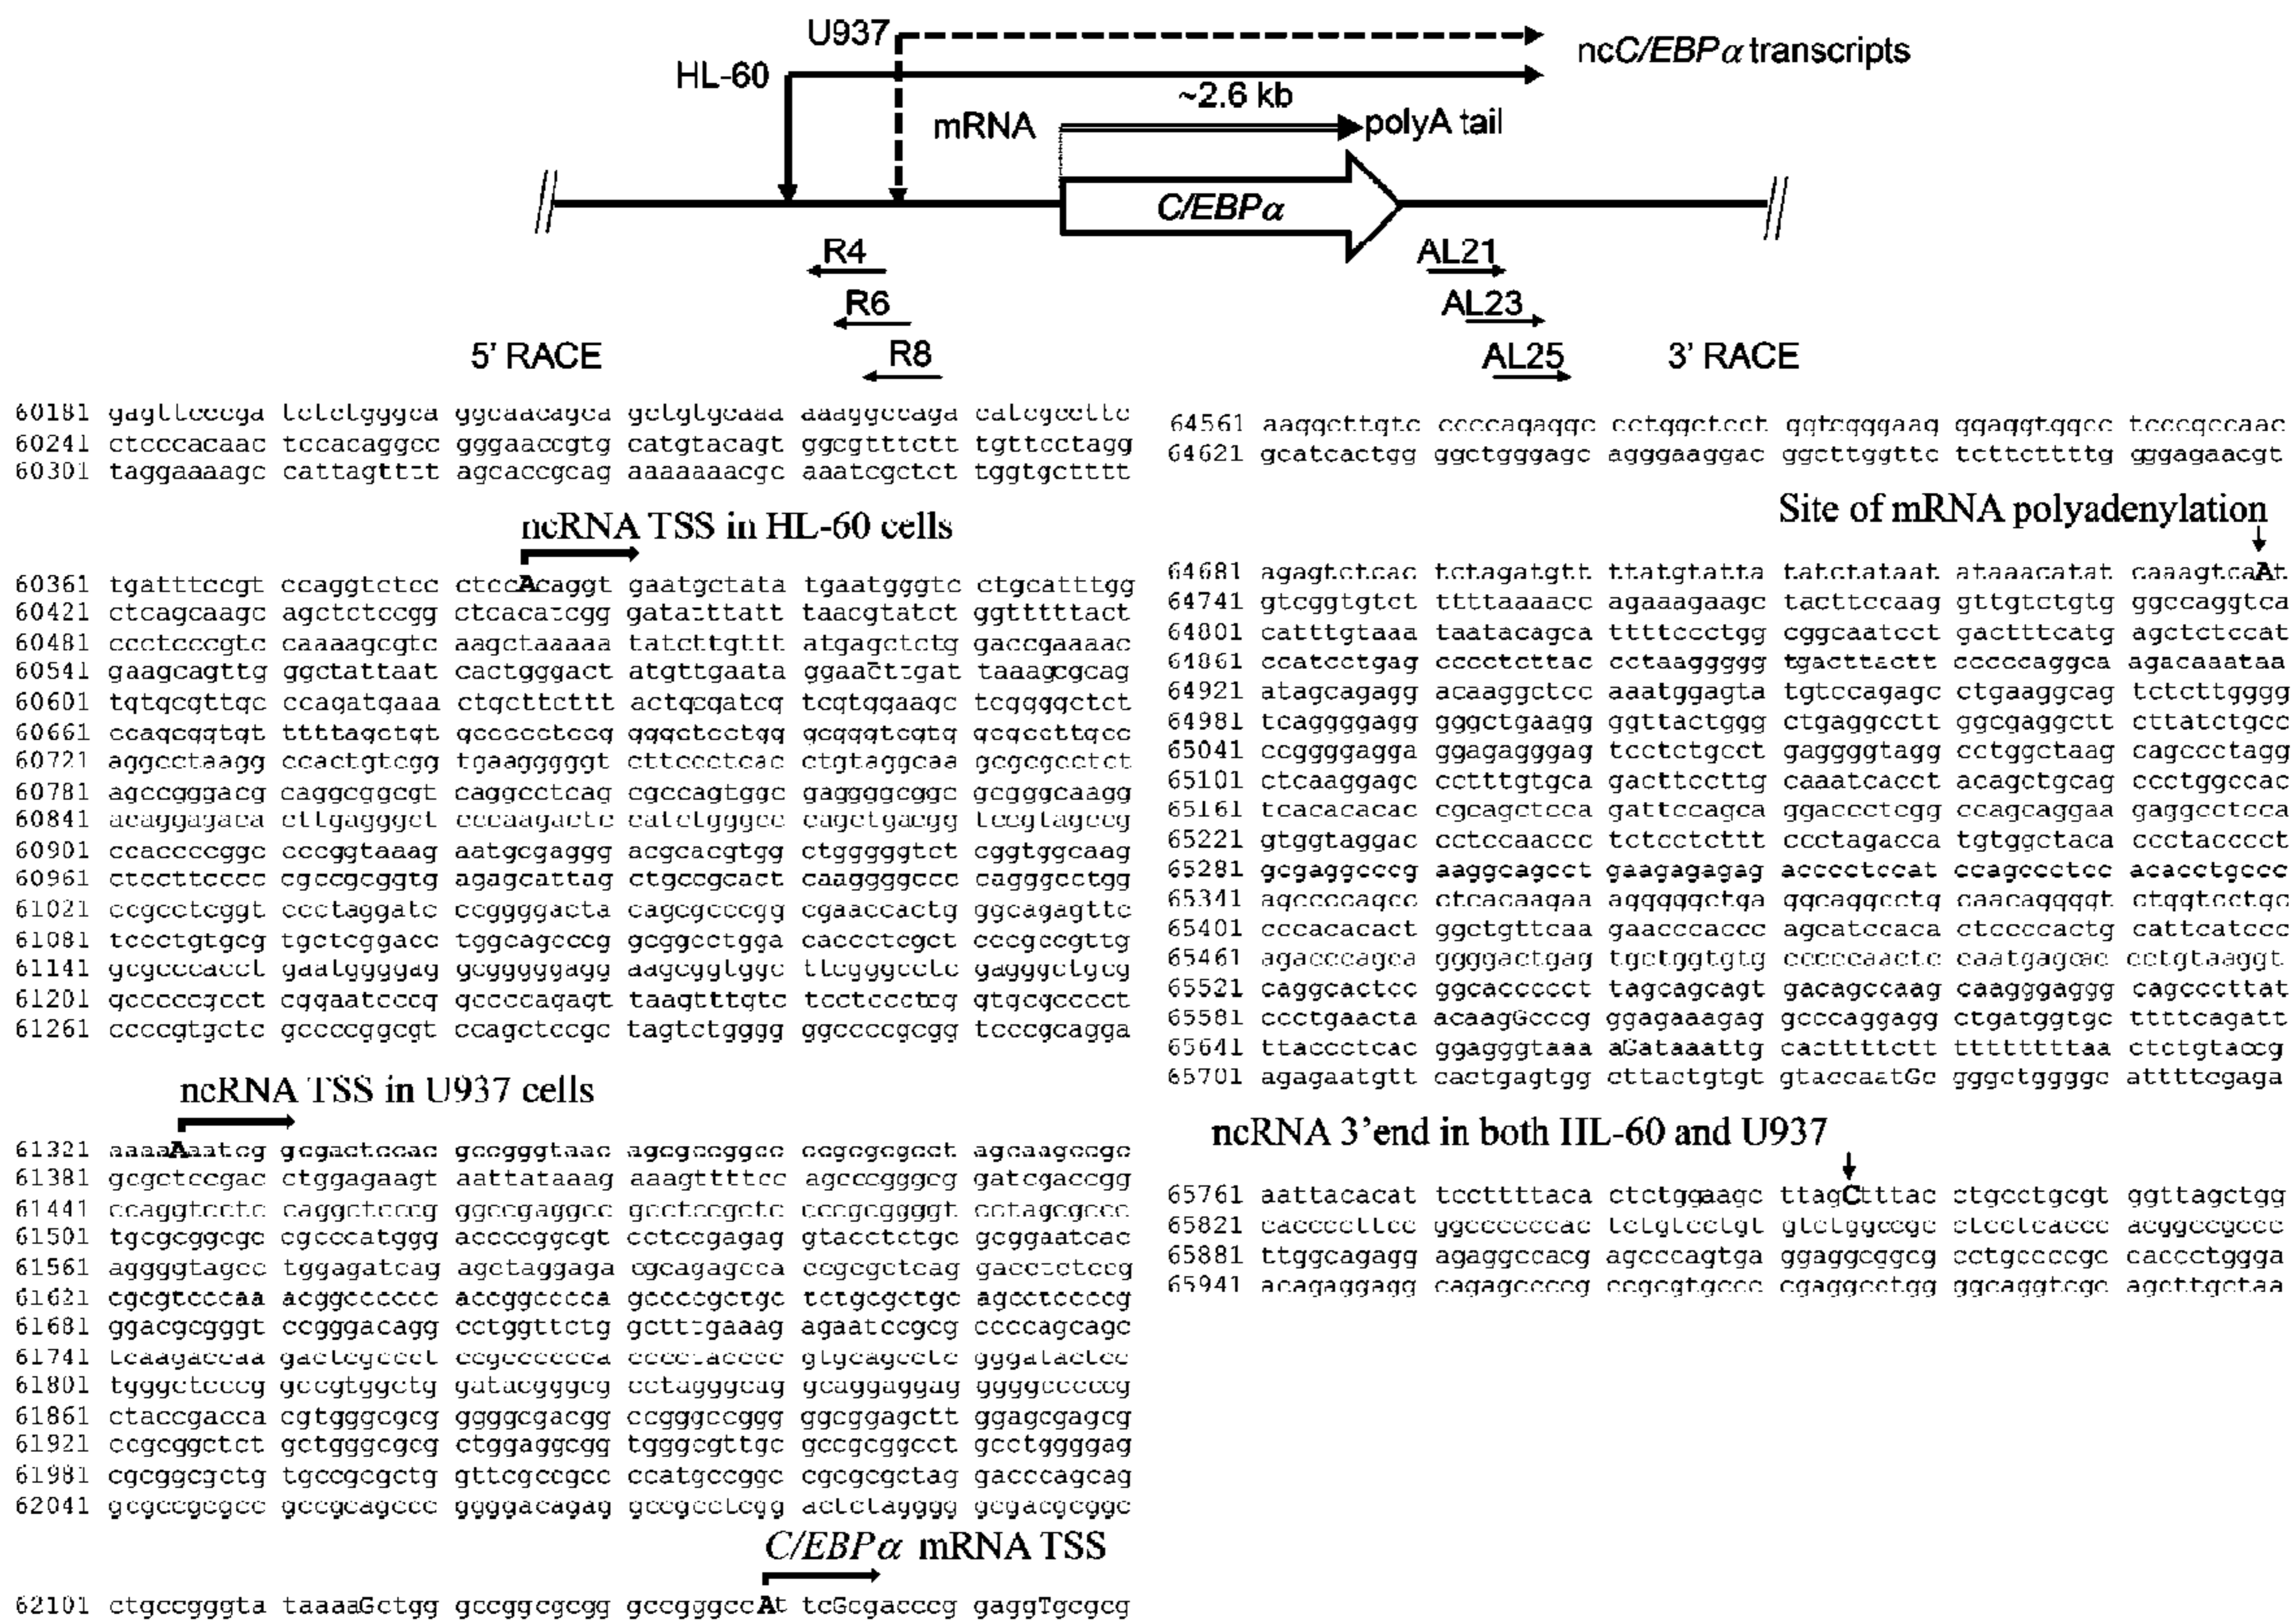 U937
ncC/EBPα transcripts
HL-60
~2.6 kb
mRNA
polyA tail
C/EBPα
R4
AL21
R6
AL23
5' RACE
R8
AL25
3' RACE
60181 gagttcccga tctctgggca ggcaacagca gctgtgcaaa aaaggccaga catcgccttc
60241 ctcccacaac tccacaggcc gggaaccgtg catgtacagt ggcgtttctt tgttcctagg
60301 taggaaaagc cattagtttt agcaccgcag aaaaaaacgc aaatcgctct tggtgctttt
ncRNA TSS in HL-60 cells
60361 tgatttccgt ccaggtctcc ctccAcaggt gaatgctata tgaatgggtc ctgcatttgg
60421 ctcagcaagc agctctccgg ctcacatcgg gatatttatt taacgtatct ggtttttact
60481 cccctcccgtc caaaagcgtc aagctaaaaa tatcttgttt atgagctctg gaccgaaaac
60541 gaagcagttg ggctattaat cactgggact atgttgaata ggaacttgat taaagcgcag
60601 tgtgcgttgc ccagatgaaa ctgcttcttt actgcgatcg tcgtggaagc tcggggctct
60661 ccagcggtgt ttttagctgt gccccctccg gggctcctgg gcgggtcgtg gcgccttgcc
60721 aggcctaagg ccactgtcgg tgaagggggt cttccctcac ctgtaggcaa gcgcgcctct
60781 agccgggacg caggcggcgt caggcctcag cgccagtggc gaggggcggc gcgggcaagg
60841 acaggagaca cttgagggct cccaagactc catctgggcc cagctgacgg tccgtagccg
60901 ccaccccggc cccggtaaag aatgcgaggg acgcacgtgg ctgggggtct cggtggcaag
60961 ctccttcccc cgccgcggtg agagcattag ctgccgcact caaggggccc cagggcctgg
61021 ccgcctcggt ccctaggatc ccggggacta cagcgcccgg cgaaccactg ggcagagttc
61081 tccctgtgcg tgctcggacc tggcagcccg gcggcctgga caccctcgct cccgccgttg
61141 gcgcccacct gaatggggag gcgggggagg aagcggtggc ttcgggcctc gagggctgcg
61201 gcccccgcct cggaatcccg gccccagagt taagtttgtc tcctccctcg gtgcgcccct
61261 ccccgtgctc gccccggcgt ccagctccgc tagtctgggg ggccccgcgg tcccgcagga
ncRNA TSS in U937 cells
61321 aaaaAaatcg gcgactccac gccgggtaac agcgccggcc ccgcgcgcct agcaagccgc
61381 gcgctccgac ctggagaagt aattataaag aaagttttcc agcccgggcg gatcgaccgg
61441 ccaggtcctc caggctcccg ggccgaggcc gcctccgctc cccgcggggt cctagcgccc
61501 tgcgcggcgc cgcccatggg accccggcgt cctccgagag gtacctctgc gcggaatcac
61561 aggggtagcc tggagatcag agctaggaga cgcagagcca ccgcgctcag gacctctccg
61621 cgcgtcccaa acggcccccc accggcccca gccccgctgc tctgcgctgc agcctccccg
61681 ggacgcgggt ccgggacagg cctggttctg gctttgaaag agaatccgcg ccccagcagc
61741 tcaagaccaa gactcgccct ccgcccccca cccctacccc gtgcagcctc gggatactcc
61801 tgggctcccg gccgtggctg gatacgggcg cctagggcag gcaggaggag ggggcccccg
61861 ctaccgacca cgtgggcgcg ggggcgacgg ccgggccggg ggcggagctt ggagcgagcg
61921 ccgcggctct gctgggcgcg ctggaggcgg tgggcgttgc gccgcggcct gcctggggag
61981 cgcggcgctg tgccgcgctg gttcgccgcc ccatgccggc cgcgcgctag gacccagcag
62041 gcgccgcgcc gccgcagccc ggggacagag gccgcctcgg actctagggg gcgacgcggc
C/EBPα mRNA TSS
62101 ctgccgggta taaaaGctgg gccggcgcgg gccgggccAt tcGcgacccg gaggTgcgcg
64561 aaggcttgtc ccccagaggc cctggctcct ggtcgggaag ggaggtggcc tcccgccaac
64621 gcatcactgg ggctgggagc agggaaggac ggcttggttc tcttcttttg gggagaacgt
Site of mRNA polyadenylation
64681 agagtctcac tctagatgtt ttatgtatta tatctataat ataaacatat caaagtcaAt
64741 gtcggtgtct ttttaaaacc agaaagaagc tacttccaag gttgtctgtg ggccaggtca
64801 catttgtaaa taatacagca ttttccctgg cggcaatcct gactttcatg agctctccat
64861 ccatcctgag cccctcttac cctaaggggg tgacttactt cccccaggca agacaaataa
64921 atagcagagg acaaggctcc aaatggagta tgtccagagc ctgaaggcag tctcttgggg
64981 tcaggggagg gggctgaagg ggttactggg ctgaggcctt ggcgaggctt cttatctgcc
65041 ccggggagga ggagagggag tcctctgcct gaggggtagg cctggctaag cagccctagg
65101 ctcaaggagc cctttgtgca gacttccttg caaatcacct acagctgcag ccctggccac
65161 tcacacacac cgcagctcca gattccagca ggaccctcgg ccagcaggaa gaggcctcca
65221 gtggtaggac cctccaaccc tctcctcttt ccctagacca tgtggctaca ccctacccct
65281 gcgaggcccg aaggcagcct gaagagagag acccctccat ccagccctcc acacctgccc
65341 agccccagcc ctcacaagaa agggggctga ggcaggcctg caacaggggt ctggtcctgc
65401 cccacacact ggctgttcaa gaacccaccc agcatccaca ctccccactg cattcatccc
65461 agacccagca ggggactgag tgctggtgtg cccccaactc caatgagcac cctgtaaggt
65521 caggcactcc ggcaccccct tagcagcagt gacagccaag caagggaggg cagcccttat
65581 ccctgaacta acaagGcccg ggagaaagag gcccaggagg ctgatggtgc ttttcagatt
65641 ttaccctcac ggagggtaaa aGataaattg cacttttctt ttttttttaa ctctgtaccg
65701 agagaatgtt cactgagtgg cttactgtgt gtaccaatGc gggctggggc attttcgaga
ncRNA 3'end in both HL-60 and U937
65761 aattacacat tccttttaca ctctggaagc ttagCtttac ctgcctgcgt ggttagctgg
65821 caccccttcc ggccccccac tctgtcctgt gtctggccgc ctcctcaccc acggccgccc
65881 ttggcagagg agaggccacg agcccagtga ggaggcggcg cctgccccgc caccctggga
65941 acagaggagg cagagccccg ccgcgtgccc cgaggcctgg ggcaggtcgc agcttgctaa